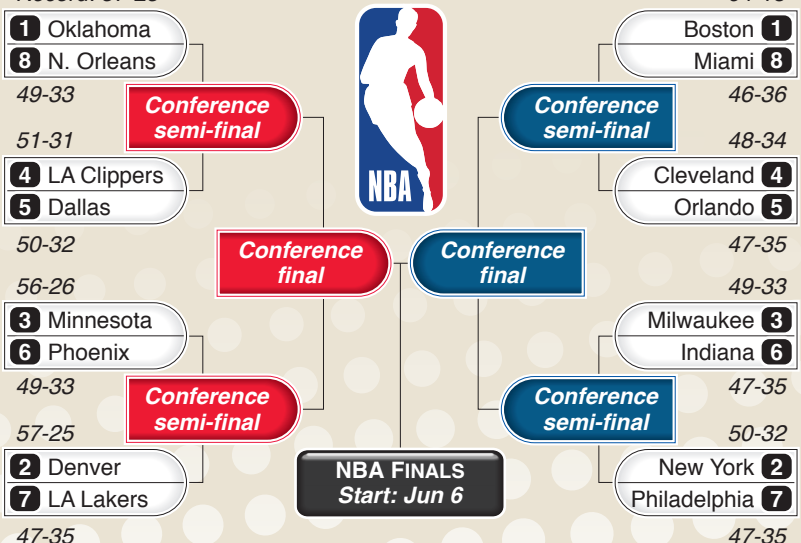 Record:
1 Oklahoma
8 N. Orleans
49-33
51-31
4 LA Clippers
5 Dallas
50-32
56-26
3 Minnesota
6 Phoenix
49-33
57-25
2 Denver
7 LA Lakers
47-35
Conference
semi-final
Conference
final
Conference
semi-final
NBA
NBA FINALS
Start: Jun 6
Conference
semi-final
Conference
final
Conference
semi-final
Boston 1
Miami 8
46-36
48-34
Cleveland 4
Orlando 5
47-35
49-33
Milwaukee 3
Indiana 6
47-35
50-32
New York 2
Philadelphia 7
47-35